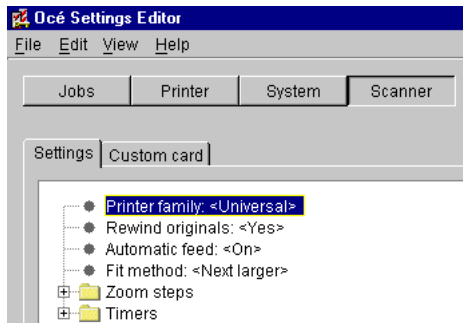 Océ Settings Editor
File Edit View Help
Jobs Printer System Scanner
Settings Custom card
Printer family: <Universal>
Rewind originals: <Yes>
Automatic feed: <On>
Fit method: <Next larger>
Zoom steps
Timers